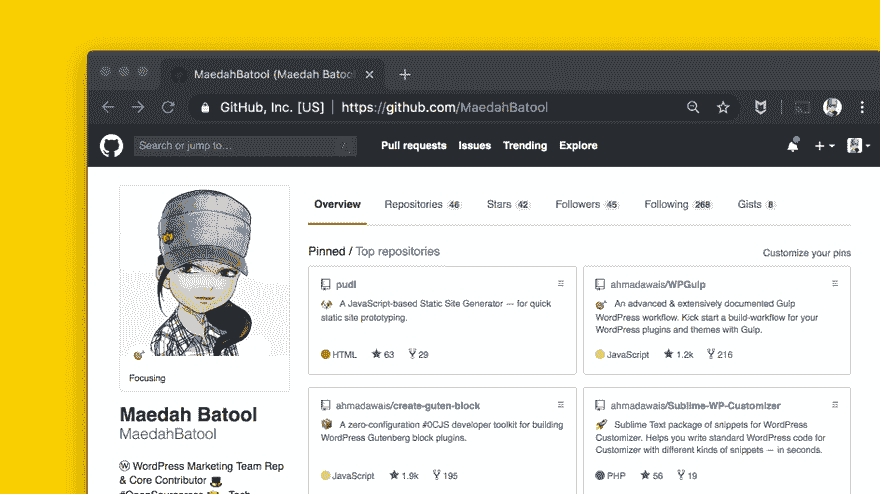 MaedahBatool (Maedah Batool
GitHub, Inc. [US] | https://github.com/MaedahBatool
Search or jump to… /
Pull requests Issues Trending Explore
Overview Repositories 46 Stars 42 Followers 45 Following 268 Gists 8
Pinned / Top repositories
Customize your pins
pudl
A JavaScript-based Static Site Generator — for quick
static site prototyping.
HTML 63 29
ahmadawais/WPGulp
An advanced & extensively documented Gulp
WordPress workflow. Kick start a build-workflow for your
WordPress plugins and themes with Gulp.
JavaScript 1.2k 216
Focusing
Maedah Batool
MaedahBatool
WordPress Marketing Team Rep
& Core Contributor
ahmadawais/create-guten-block
A zero-configuration #0CJS developer toolkit for building
WordPress Gutenberg block plugins.
JavaScript 1.9k 195
ahmadawais/Sublime-WP-Customizer
Sublime Text package of snippets for WordPress
Customizer. Helps you write standard WordPress code for
Customizer with different kinds of snippets — in seconds.
PHP 56 19